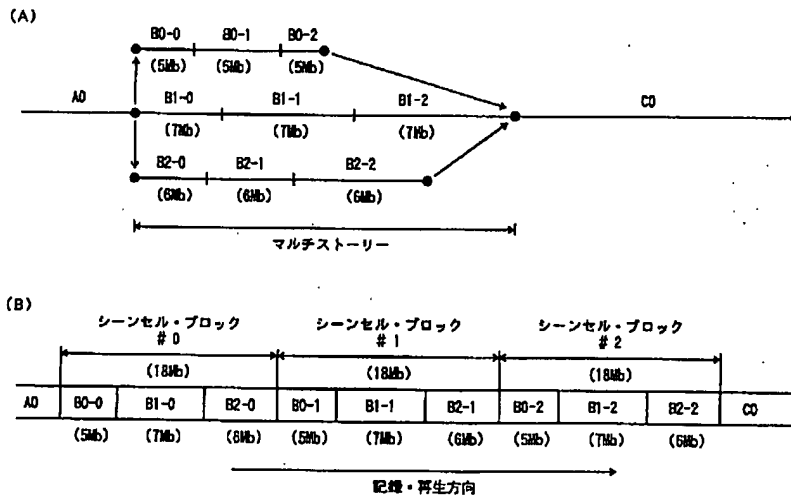 (A)
B0-0 B0-1 B0-2
(5Mb) (5Mb) (5Mb)
A0 B1-0 B1-1 B1-2 C0
(7Mb) (7Mb) (7Mb)
B2-0 B2-1 B2-2
(6Mb) (6Mb) (6Mb)
マルチストーリー
(B)
シーンセル・ブロック シーンセル・ブロック シーンセル・ブロック
#0 #1 #2
(18Mb) (18Mb) (18Mb)
A0 B0-0 B1-0 B2-0 B0-1 B1-1 B2-1 B0-2 B1-2 B2-2 C0
(5Mb) (7Mb) (6Mb) (5Mb) (7Mb) (6Mb) (5Mb) (7Mb) (6Mb)
記録・再生方向